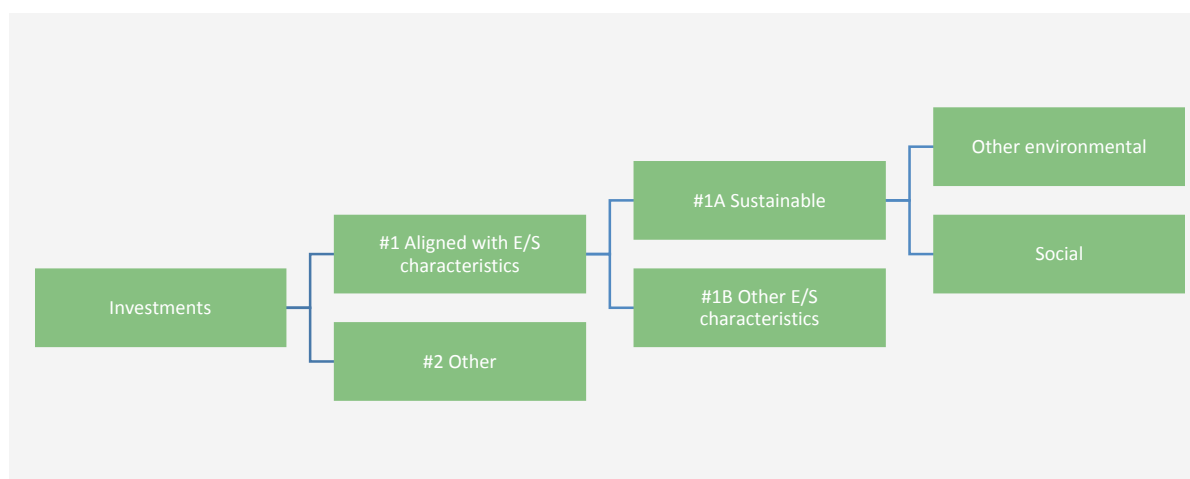 Investments
#1 Aligned with E/S
characteristics
#2 Other
#1A Sustainable
#1B Other E/S
characteristics
Other environmental
Social